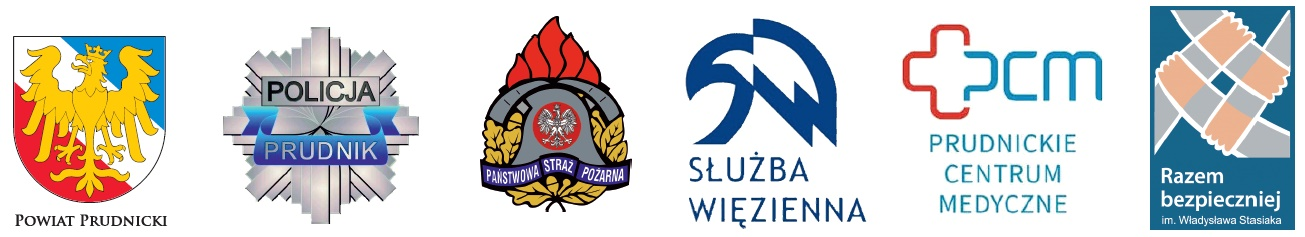 POWIAT PRUDNICKI
POLICJA
PRUDNIK
PAŃSTWOWA STRAŻ POŻARNA
SŁUŻBA
WIĘZIENNA
pcm
PRUDNICKIE
CENTRUM
MEDYCZNE
Razem
bezpieczniej
im. Władysława Stasiaka